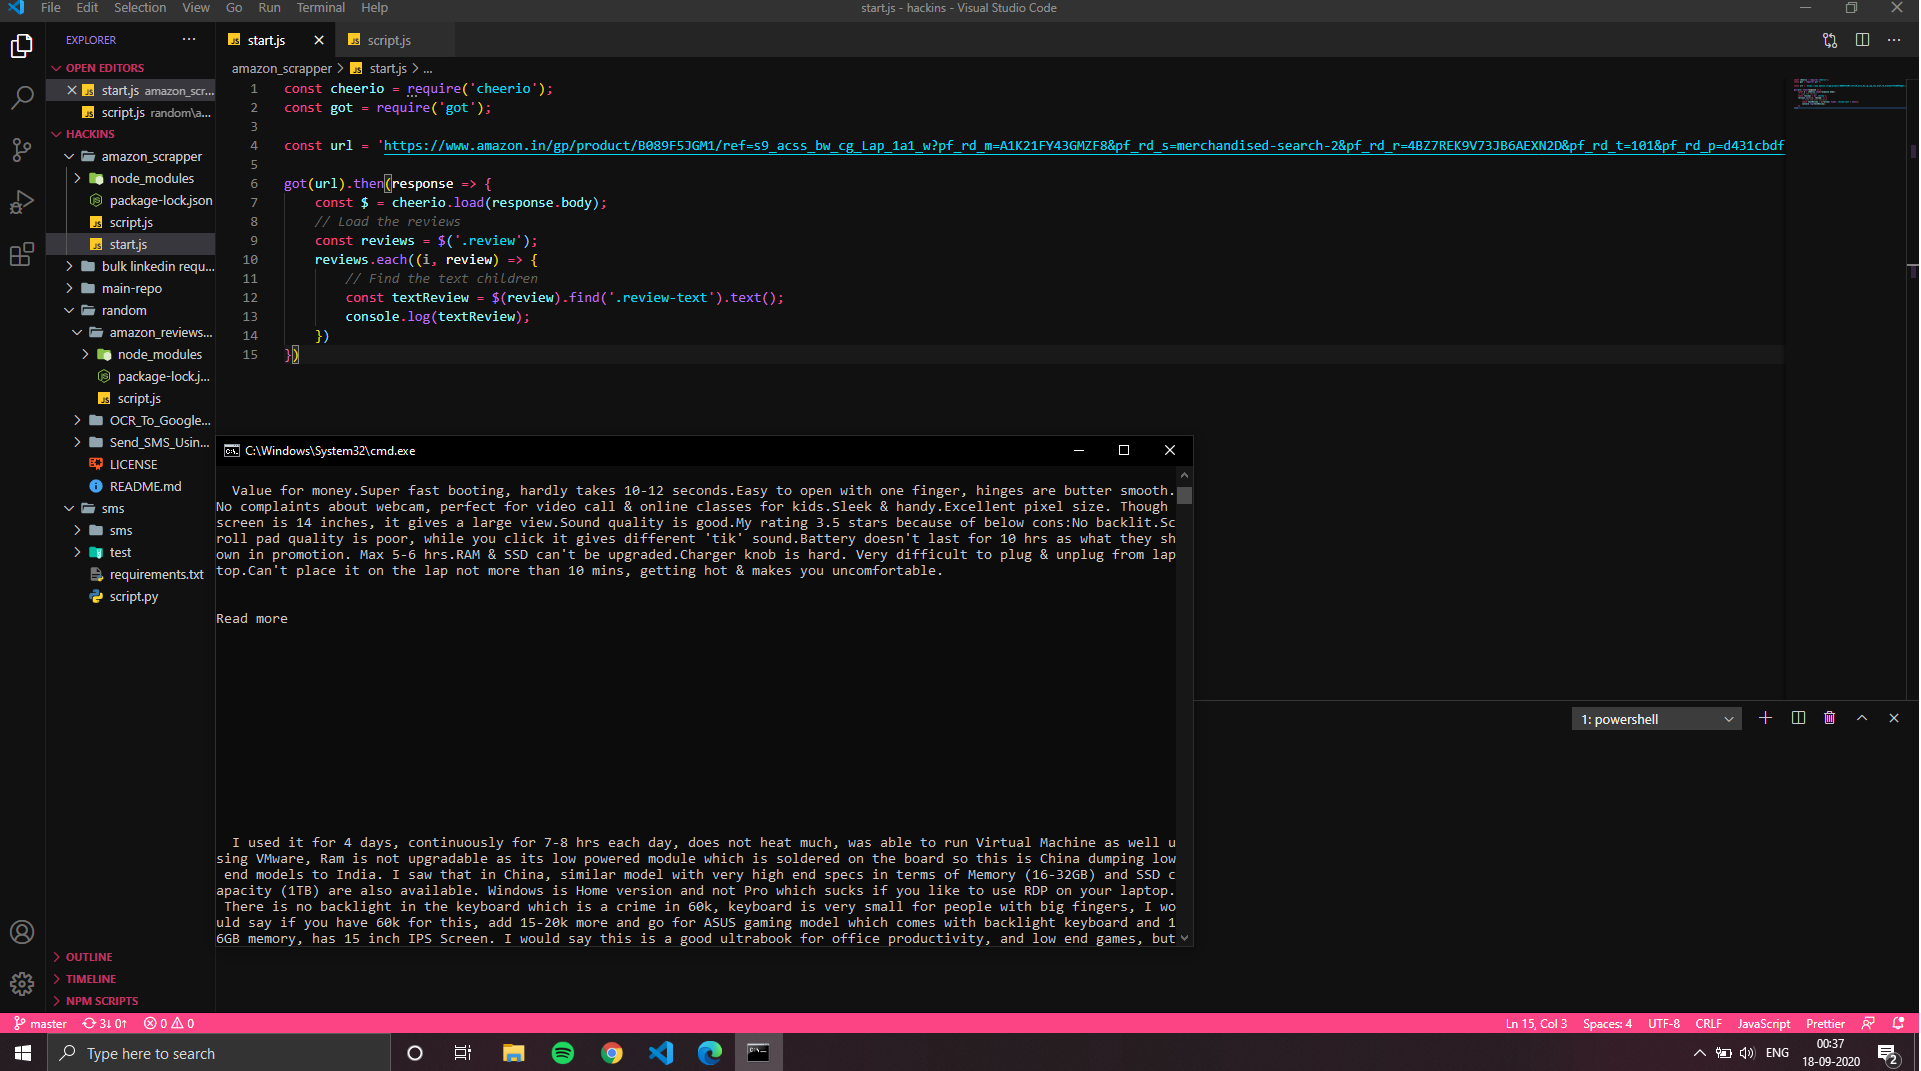 File Edit Selection View Go Run Terminal Help
start.js - hackins - Visual Studio Code
EXPLORER
OPEN EDITORS
start.js amazon_scr...
script.js random\a...
HACKINS
amazon_scrapper
node_modules
package-lock.json
script.js
start.js
bulk linkedin requ...
main-repo
random
amazon_reviews...
node_modules
package-lock.j...
script.js
OCR_To_Google...
Send_SMS_Usin...
LICENSE
README.md
sms
sms
test
requirements.txt
script.py
OUTLINE
TIMELINE
NPM SCRIPTS
start.js
script.js
amazon_scrapper > start.js > ...
1 const cheerio = require('cheerio');
2 const got = require('got');
3
4 const url = 'https://www.amazon.in/gp/product/B089F5JGM1/ref=s9_acss_bw_cg_Lap_1a1_w?pf_rd_m=A1K21FY43GMZF8&pf_rd_s=merchandised-search-2&pf_rd_r=4BZ7REK9V73JB6AEXN2D&pf_rd_t=101&pf_rd_p=d431cbdf
5
6 got(url).then(response => {
7 const $ = cheerio.load(response.body);
8 // Load the reviews
9 const reviews = $('.review');
10 reviews.each((i, review) => {
11 // Find the text children
12 const textReview = $(review).find('.review-text').text();
13 console.log(textReview);
14 })
15 })
C:\Windows\System32\cmd.exe
Value for money.Super fast booting, hardly takes 10-12 seconds.Easy to open with one finger, hinges are butter smooth.
No complaints about webcam, perfect for video call & online classes for kids.Sleek & handy.Excellent pixel size. Though
screen is 14 inches, it gives a large view.Sound quality is good.My rating 3.5 stars because of below cons:No backlit.Sc
roll pad quality is poor, while you click it gives different 'tik' sound.Battery doesn't last for 10 hrs as what they sh
own in promotion. Max 5-6 hrs.RAM & SSD can't be upgraded.Charger knob is hard. Very difficult to plug & unplug from lap
top.Can't place it on the lap not more than 10 mins, getting hot & makes you uncomfortable.
Read more
I used it for 4 days, continuously for 7-8 hrs each day, does not heat much, was able to run Virtual Machine as well u
sing VMware, Ram is not upgradable as its low powered module which is soldered on the board so this is China dumping low
end models to India. I saw that in China, similar model with very high end specs in terms of Memory (16-32GB) and SSD c
apacity (1TB) are also available. Windows is Home version and not Pro which sucks if you like to use RDP on your laptop.
There is no backlight in the keyboard which is a crime in 60k, keyboard is very small for people with big fingers, I wo
uld say if you have 60k for this, add 15-20k more and go for ASUS gaming model which comes with backlight keyboard and 1
6GB memory, has 15 inch IPS Screen. I would say this is a good ultrabook for office productivity, and low end games, but
1: powershell
master 3↓ 0↑ 0 0
Ln 15, Col 3 Spaces: 4 UTF-8 CRLF JavaScript Prettier
Type here to search
ENG
00:37
18-09-2020
2